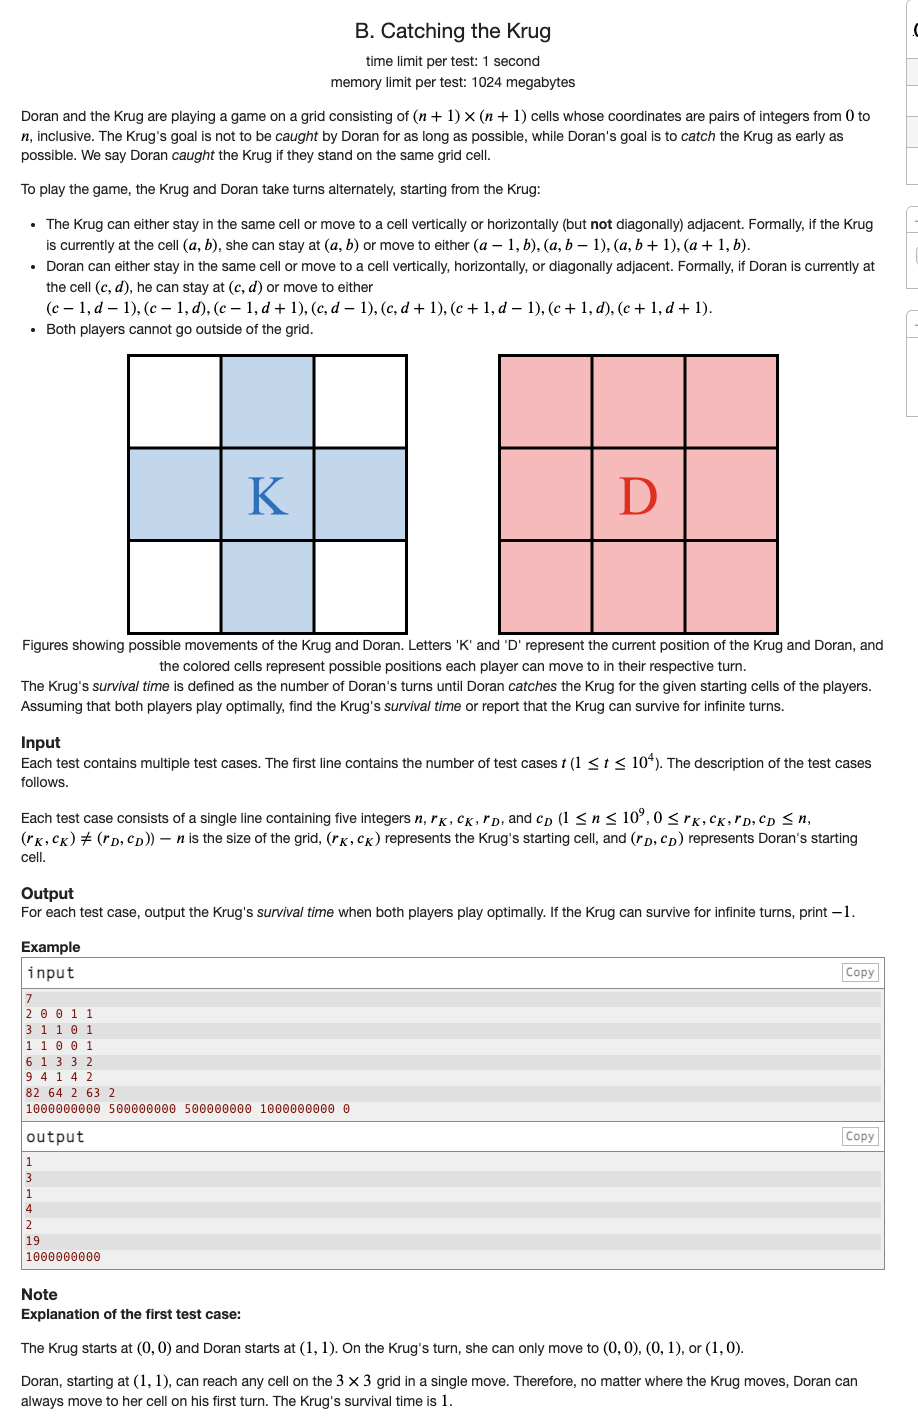 B. Catching the Krug
time limit per test: 1 second
memory limit per test: 1024 megabytes
Doran and the Krug are playing a game on a grid consisting of (n + 1) × (n + 1) cells whose coordinates are pairs of integers from 0 to
n, inclusive. The Krug's goal is not to be caught by Doran for as long as possible, while Doran's goal is to catch the Krug as early as
possible. We say Doran caught the Krug if they stand on the same grid cell.
To play the game, the Krug and Doran take turns alternately, starting from the Krug:
• The Krug can either stay in the same cell or move to a cell vertically or horizontally (but not diagonally) adjacent. Formally, if the Krug
is currently at the cell (a, b), she can stay at (a, b) or move to either (a − 1, b), (a, b − 1), (a, b + 1), (a + 1, b).
• Doran can either stay in the same cell or move to a cell vertically, horizontally, or diagonally adjacent. Formally, if Doran is currently at
the cell (c, d), he can stay at (c, d) or move to either
(c − 1, d − 1), (c − 1, d), (c − 1, d + 1), (c, d − 1), (c, d + 1), (c + 1, d − 1), (c + 1, d), (c + 1, d + 1).
• Both players cannot go outside of the grid.
K D
Figures showing possible movements of the Krug and Doran. Letters 'K' and 'D' represent the current position of the Krug and Doran, and
the colored cells represent possible positions each player can move to in their respective turn.
The Krug's survival time is defined as the number of Doran's turns until Doran catches the Krug for the given starting cells of the players.
Assuming that both players play optimally, find the Krug's survival time or report that the Krug can survive for infinite turns.
Input
Each test contains multiple test cases. The first line contains the number of test cases t (1 ≤ t ≤ 10⁴). The description of the test cases
follows.
Each test case consists of a single line containing five integers n, r_K, c_K, r_D, and c_D (1 ≤ n ≤ 10⁹, 0 ≤ r_K, c_K, r_D, c_D ≤ n,
(r_K, c_K) ≠ (r_D, c_D)) — n is the size of the grid, (r_K, c_K) represents the Krug's starting cell, and (r_D, c_D) represents Doran's starting
cell.
Output
For each test case, output the Krug's survival time when both players play optimally. If the Krug can survive for infinite turns, print −1.
Example
input Copy
7
2 0 0 1 1
3 1 1 0 1
1 1 0 0 1
6 1 3 3 2
9 4 1 4 2
82 64 2 63 2
1000000000 500000000 500000000 1000000000 0
output Copy
1
3
1
4
2
19
1000000000
Note
Explanation of the first test case:
The Krug starts at (0, 0) and Doran starts at (1, 1). On the Krug's turn, she can only move to (0, 0), (0, 1), or (1, 0).
Doran, starting at (1, 1), can reach any cell on the 3 × 3 grid in a single move. Therefore, no matter where the Krug moves, Doran can
always move to her cell on his first turn. The Krug's survival time is 1.